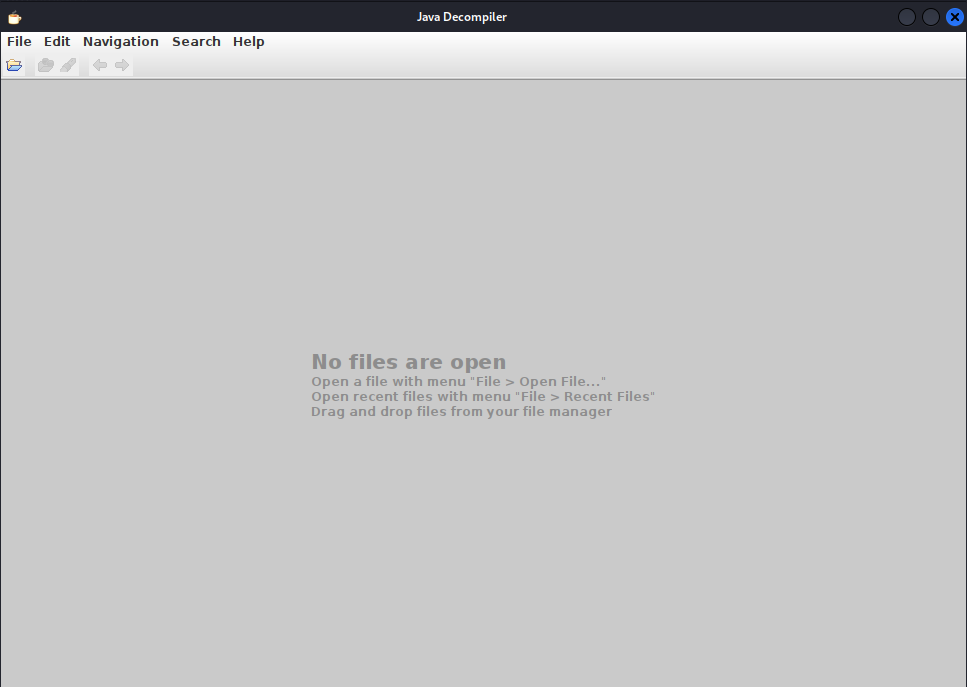 Java Decompiler
File Edit Navigation Search Help
No files are open
Open a file with menu "File > Open File..."
Open recent files with menu "File > Recent Files"
Drag and drop files from your file manager